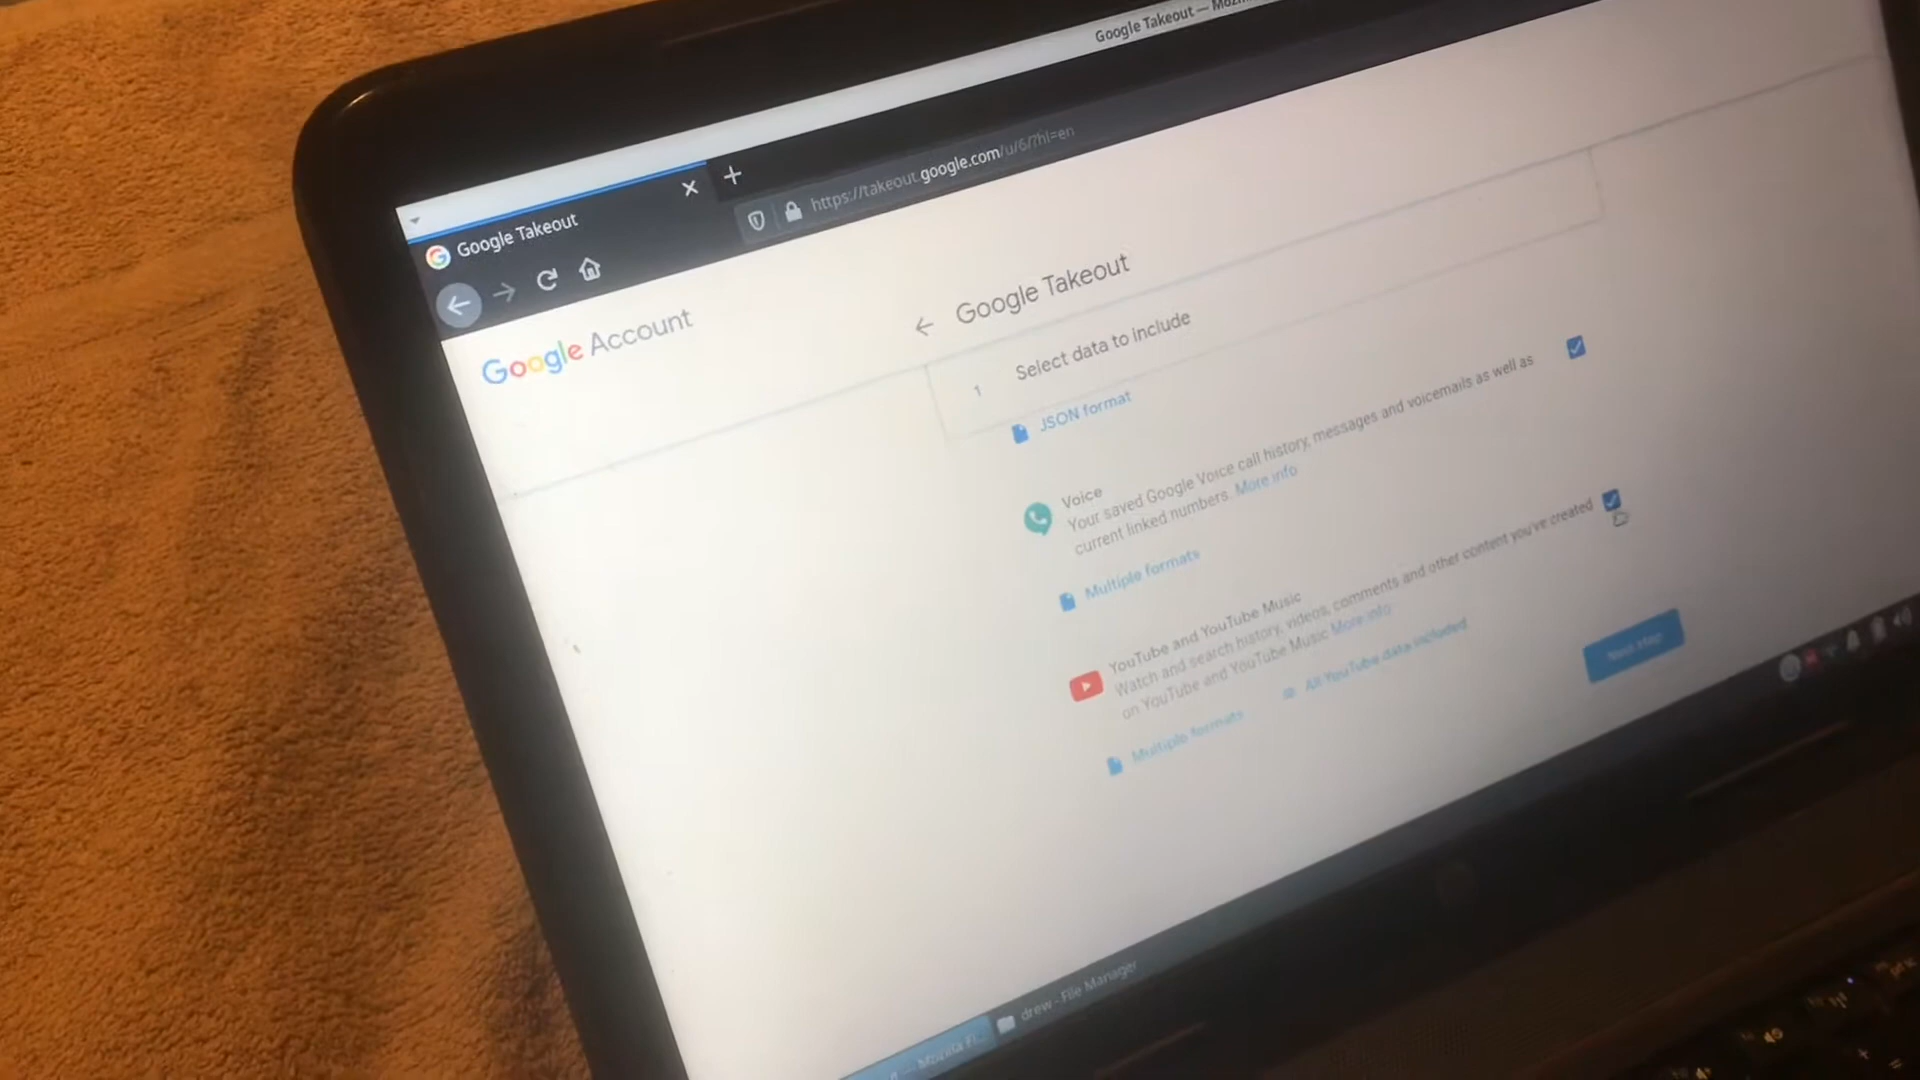 Google Takeout —
Google Takeout
https://takeout.google.com/u/6/?hl=en
Google Account
Google Takeout
1 Select data to include
JSON format
Voice
Your saved Google Voice call history, messages and voicemails as well as
current linked numbers. More info
Multiple formats
YouTube and YouTube Music
Watch and search history, videos, comments and other content you've created
on YouTube and YouTube Music More info
Multiple formats
All YouTube data included
Next step
drew - File Manager